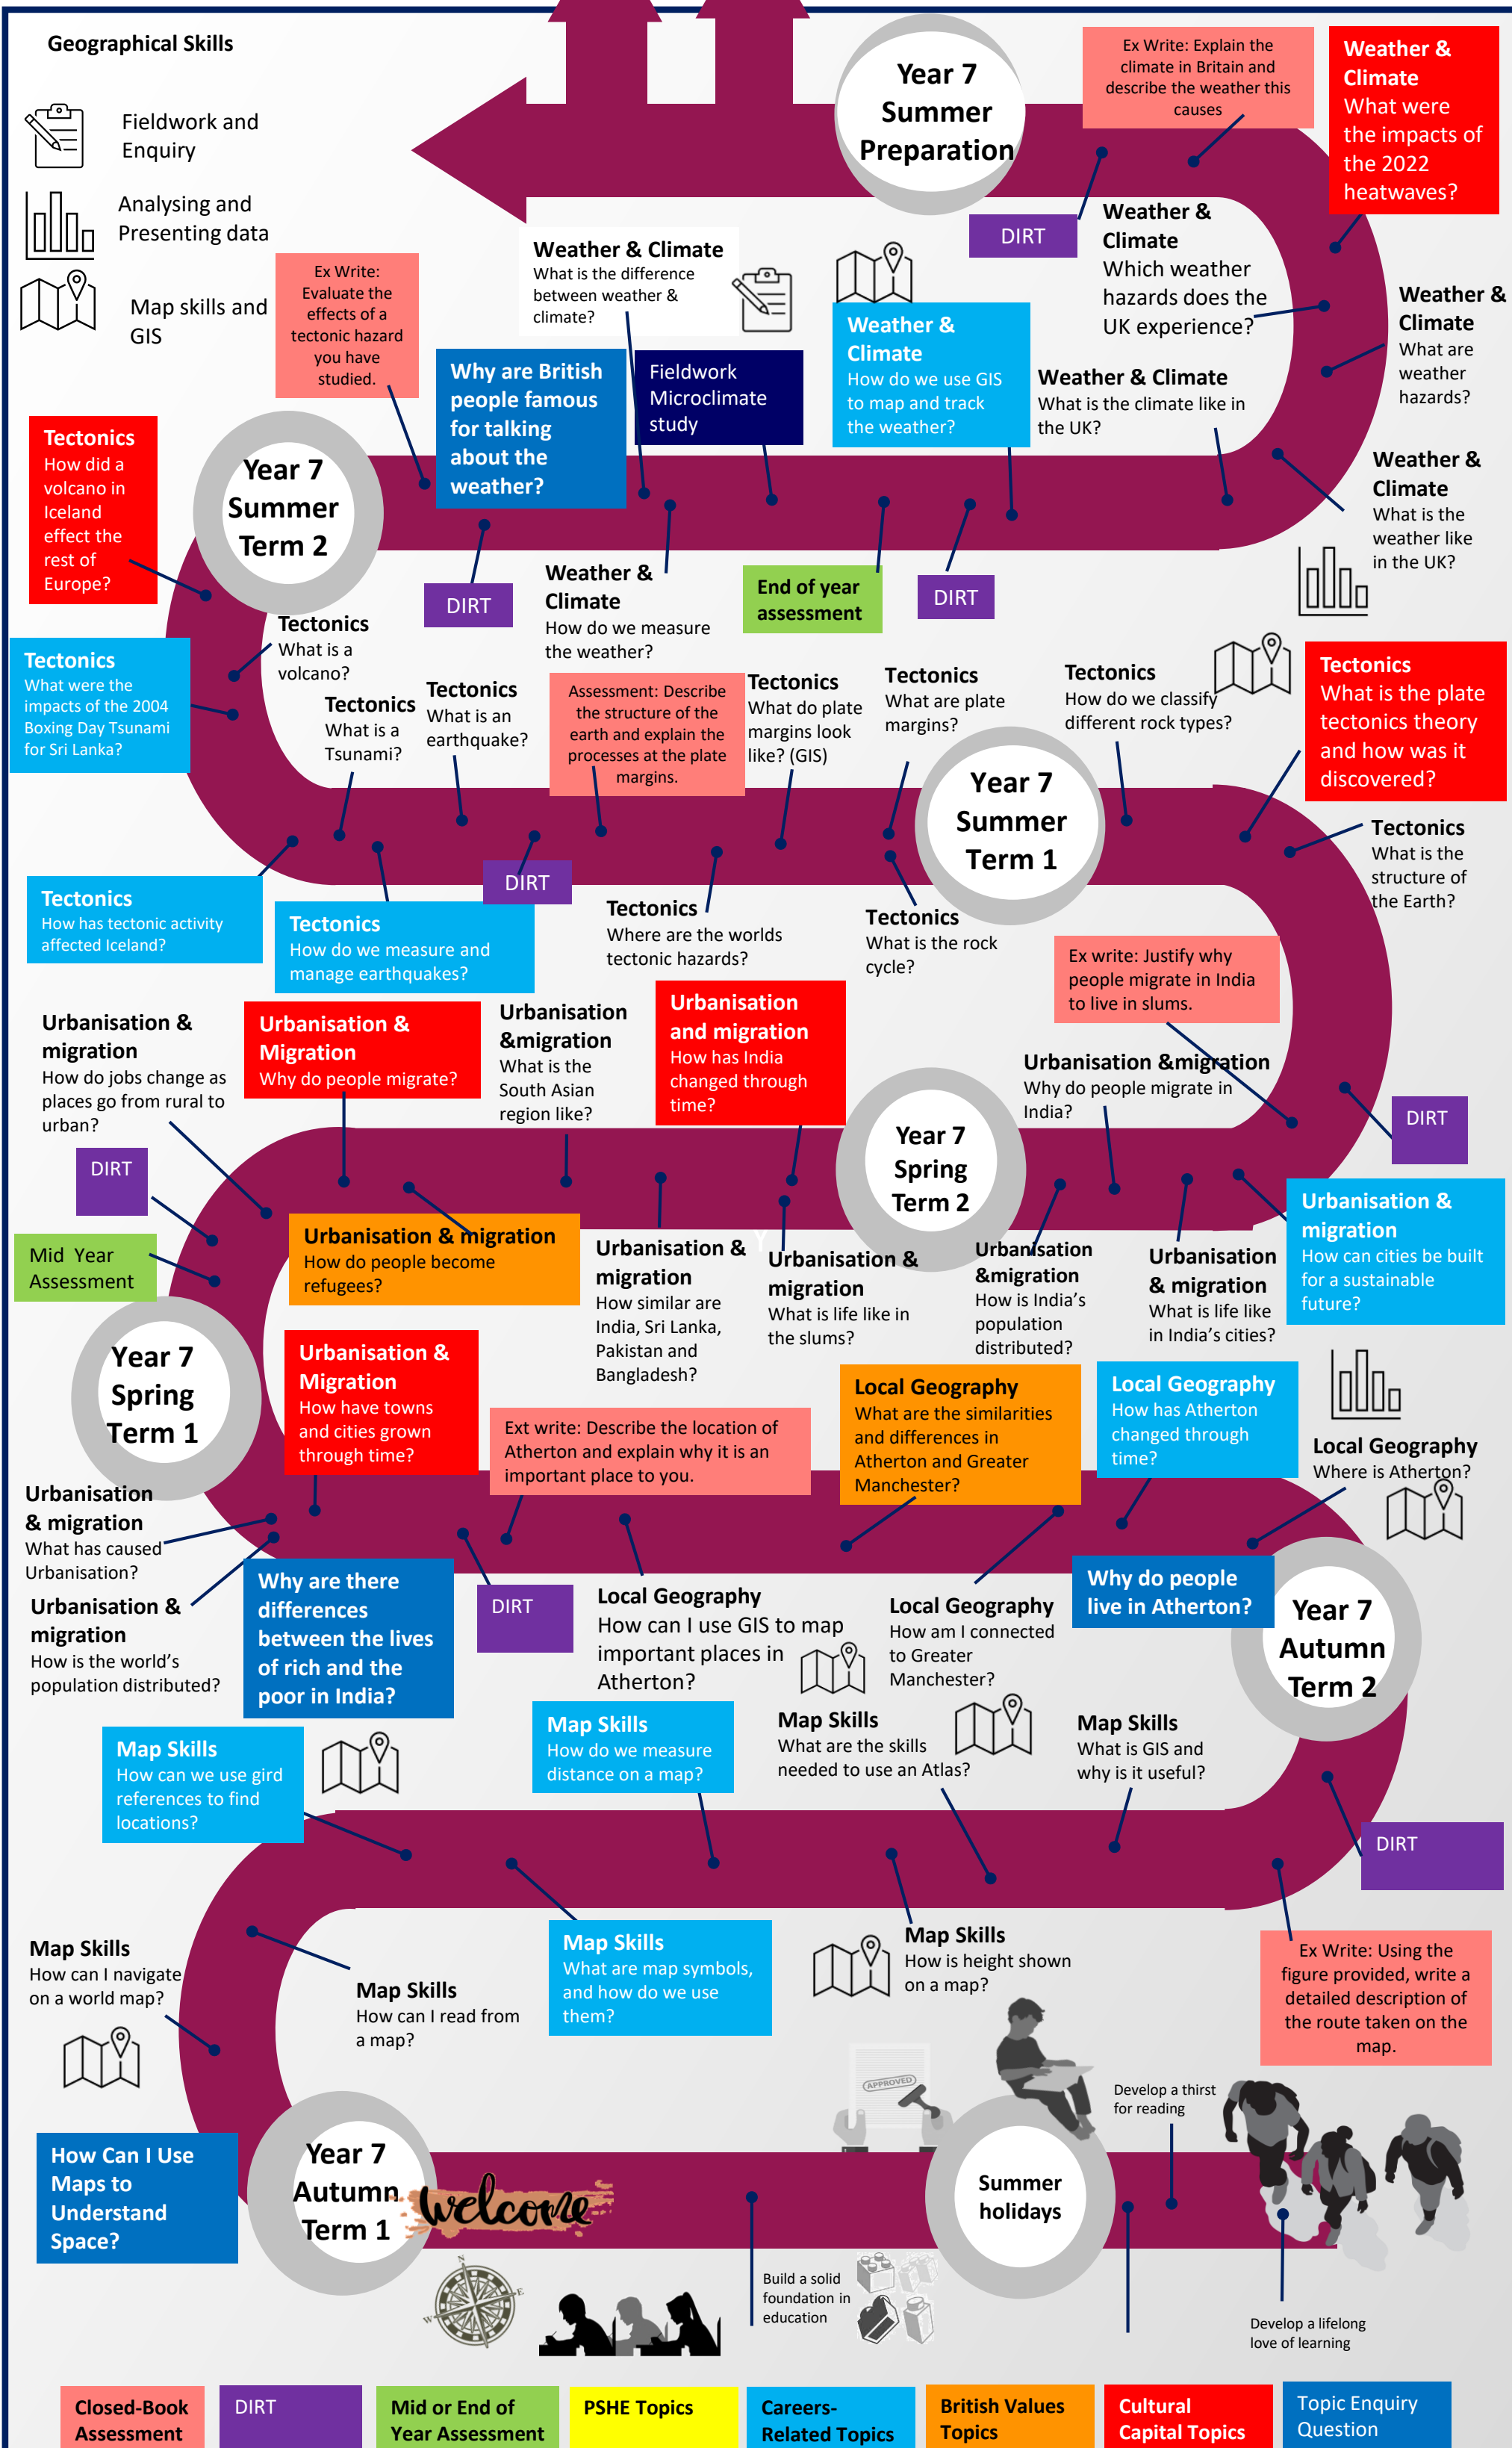 Geographical Skills
Fieldwork and
Enquiry
Analysing and
Presenting data
Map skills and
GIS
Year 7
Summer
Preparation
Ex Write: Explain the
climate in Britain and
describe the weather this
causes
Weather &
Climate
What were
the impacts of
the 2022
heatwaves?
DIRT
Weather &
Climate
Which weather
hazards does the
UK experience?
Weather &
Climate
What are
weather
hazards?
Ex Write:
Evaluate the
effects of a
tectonic hazard
you have
studied.
Weather & Climate
What is the difference
between weather &
climate?
Why are British
people famous
for talking
about the
weather?
Fieldwork
Microclimate
study
Weather &
Climate
How do we use GIS
to map and track
the weather?
Weather & Climate
What is the climate like in
the UK?
Weather &
Climate
What is the
weather like
in the UK?
Tectonics
How did a
volcano in
Iceland
effect the
rest of
Europe?
Year 7
Summer
Term 2
DIRT
Weather &
Climate
How do we measure
the weather?
End of year
assessment
DIRT
Tectonics
What is a
volcano?
Tectonics
What were the
impacts of the 2004
Boxing Day Tsunami
for Sri Lanka?
Tectonics
What is a
Tsunami?
Tectonics
What is an
earthquake?
Assessment: Describe
the structure of the
earth and explain the
processes at the plate
margins.
Tectonics
What do plate
margins look
like? (GIS)
Tectonics
What are plate
margins?
Tectonics
How do we classify
different rock types?
Tectonics
What is the plate
tectonics theory
and how was it
discovered?
Year 7
Summer
Term 1
Tectonics
What is the
structure of
the Earth?
Tectonics
How has tectonic activity
affected Iceland?
Tectonics
How do we measure and
manage earthquakes?
DIRT
Tectonics
Where are the worlds
tectonic hazards?
Tectonics
What is the rock
cycle?
Ex write: Justify why
people migrate in India
to live in slums.
Urbanisation &
migration
How do jobs change as
places go from rural to
urban?
Urbanisation &
Migration
Why do people migrate?
Urbanisation
&migration
What is the
South Asian
region like?
Urbanisation
and migration
How has India
changed through
time?
Urbanisation &migration
Why do people migrate in
India?
DIRT
Year 7
Spring
Term 2
DIRT
Mid Year
Assessment
Urbanisation & migration
How do people become
refugees?
Urbanisation &
migration
How similar are
India, Sri Lanka,
Pakistan and
Bangladesh?
Y
Urbanisation &
migration
What is life like in
the slums?
Urbanisation
&migration
How is India’s
population
distributed?
Urbanisation
& migration
What is life like
in India’s cities?
Urbanisation &
migration
How can cities be built
for a sustainable
future?
Year 7
Spring
Term 1
Urbanisation &
Migration
How have towns
and cities grown
through time?
Ext write: Describe the location of
Atherton and explain why it is an
important place to you.
Local Geography
What are the similarities
and differences in
Atherton and Greater
Manchester?
Local Geography
How has Atherton
changed through
time?
Local Geography
Where is Atherton?
Urbanisation
& migration
What has caused
Urbanisation?
Urbanisation &
migration
How is the world’s
population distributed?
Why are there
differences
between the lives
of rich and the
poor in India?
DIRT
Local Geography
How can I use GIS to map
important places in
Atherton?
Local Geography
How am I connected
to Greater
Manchester?
Why do people
live in Atherton?
Year 7
Autumn
Term 2
Map Skills
How can we use gird
references to find
locations?
Map Skills
How do we measure
distance on a map?
Map Skills
What are the skills
needed to use an Atlas?
Map Skills
What is GIS and
why is it useful?
DIRT
Map Skills
How can I navigate
on a world map?
Map Skills
How can I read from
a map?
Map Skills
What are map symbols,
and how do we use
them?
Map Skills
How is height shown
on a map?
Ex Write: Using the
figure provided, write a
detailed description of
the route taken on the
map.
APPROVED
Develop a thirst
for reading
How Can I Use
Maps to
Understand
Space?
Year 7
Autumn
Term 1
welcome
Summer
holidays
N
E
W
Build a solid
foundation in
education
Develop a lifelong
love of learning
Closed-Book
Assessment
DIRT
Mid or End of
Year Assessment
PSHE Topics
Careers-
Related Topics
British Values
Topics
Cultural
Capital Topics
Topic Enquiry
Question